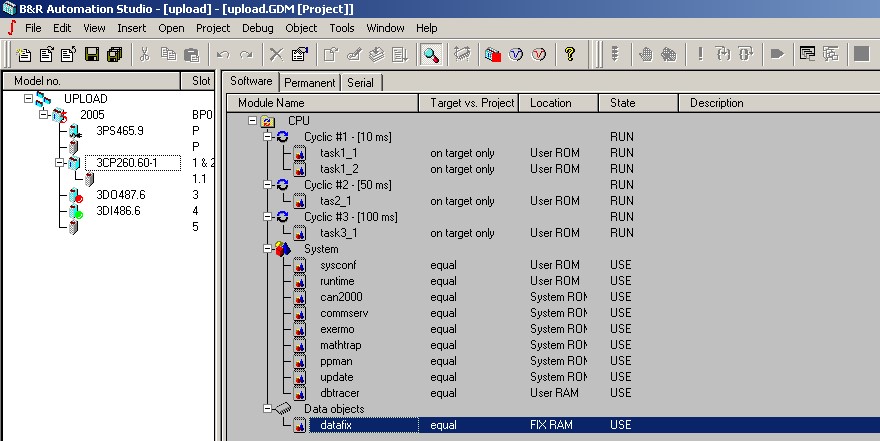 B&R Automation Studio - [upload] - [upload.GDM [Project]]
File Edit View Insert Open Project Debug Object Tools Window Help
Model no. Slot
UPLOAD
2005 BP0
3PS465.9 P
P
3CP260.60-1 1 & 2
1.1
3DO487.6 3
3DI486.6 4
5
Software Permanent Serial
Module Name Target vs. Project Location State Description
CPU
Cyclic #1 - [10 ms] RUN
task1_1 on target only User ROM RUN
task1_2 on target only User ROM RUN
Cyclic #2 - [50 ms] RUN
tas2_1 on target only User ROM RUN
Cyclic #3 - [100 ms] RUN
task3_1 on target only User ROM RUN
System
sysconf equal User ROM USE
runtime equal User ROM USE
can2000 equal System ROM USE
commserv equal System ROM USE
exermo equal System ROM USE
mathtrap equal System ROM USE
ppman equal System ROM USE
update equal System ROM USE
dbtracer equal User RAM USE
Data objects
datafix equal FIX RAM USE